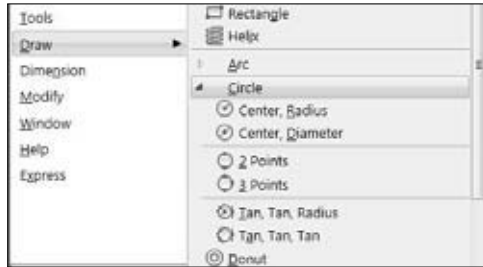 Tools
Draw
Dimension
Modify
Window
Help
Express
Rectangle
Helix
Arc
Circle
Center, Radius
Center, Diameter
2 Points
3 Points
Tan, Tan, Radius
Tan, Tan, Tan
Donut